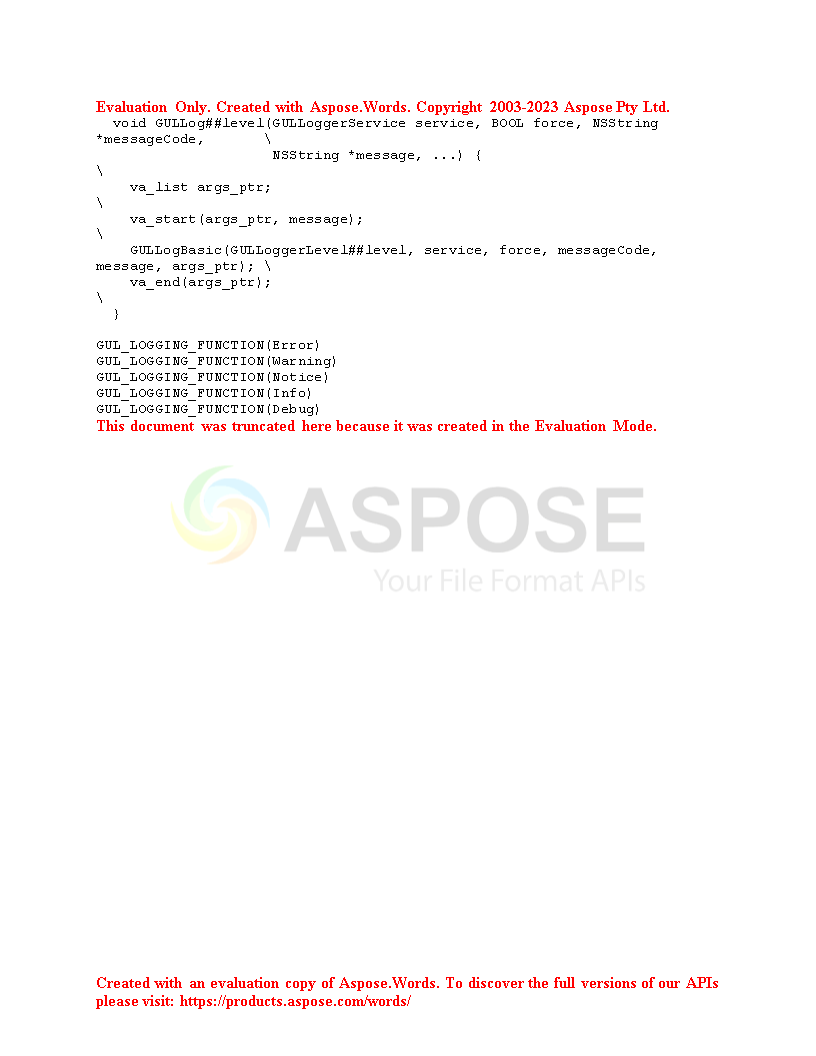 Evaluation Only. Created with Aspose.Words. Copyright 2003-2023 Aspose Pty Ltd.
  void GULLog##level(GULLoggerService service, BOOL force, NSString
*messageCode,       \
                     NSString *message, ...) {
\
    va_list args_ptr;
\
    va_start(args_ptr, message);
\
    GULLogBasic(GULLoggerLevel##level, service, force, messageCode,
message, args_ptr); \
    va_end(args_ptr);
\
  }
GUL_LOGGING_FUNCTION(Error)
GUL_LOGGING_FUNCTION(Warning)
GUL_LOGGING_FUNCTION(Notice)
GUL_LOGGING_FUNCTION(Info)
GUL_LOGGING_FUNCTION(Debug)
This document was truncated here because it was created in the Evaluation Mode.
ASPOSE
Your File Format APIs
Created with an evaluation copy of Aspose.Words. To discover the full versions of our APIs
please visit: https://products.aspose.com/words/